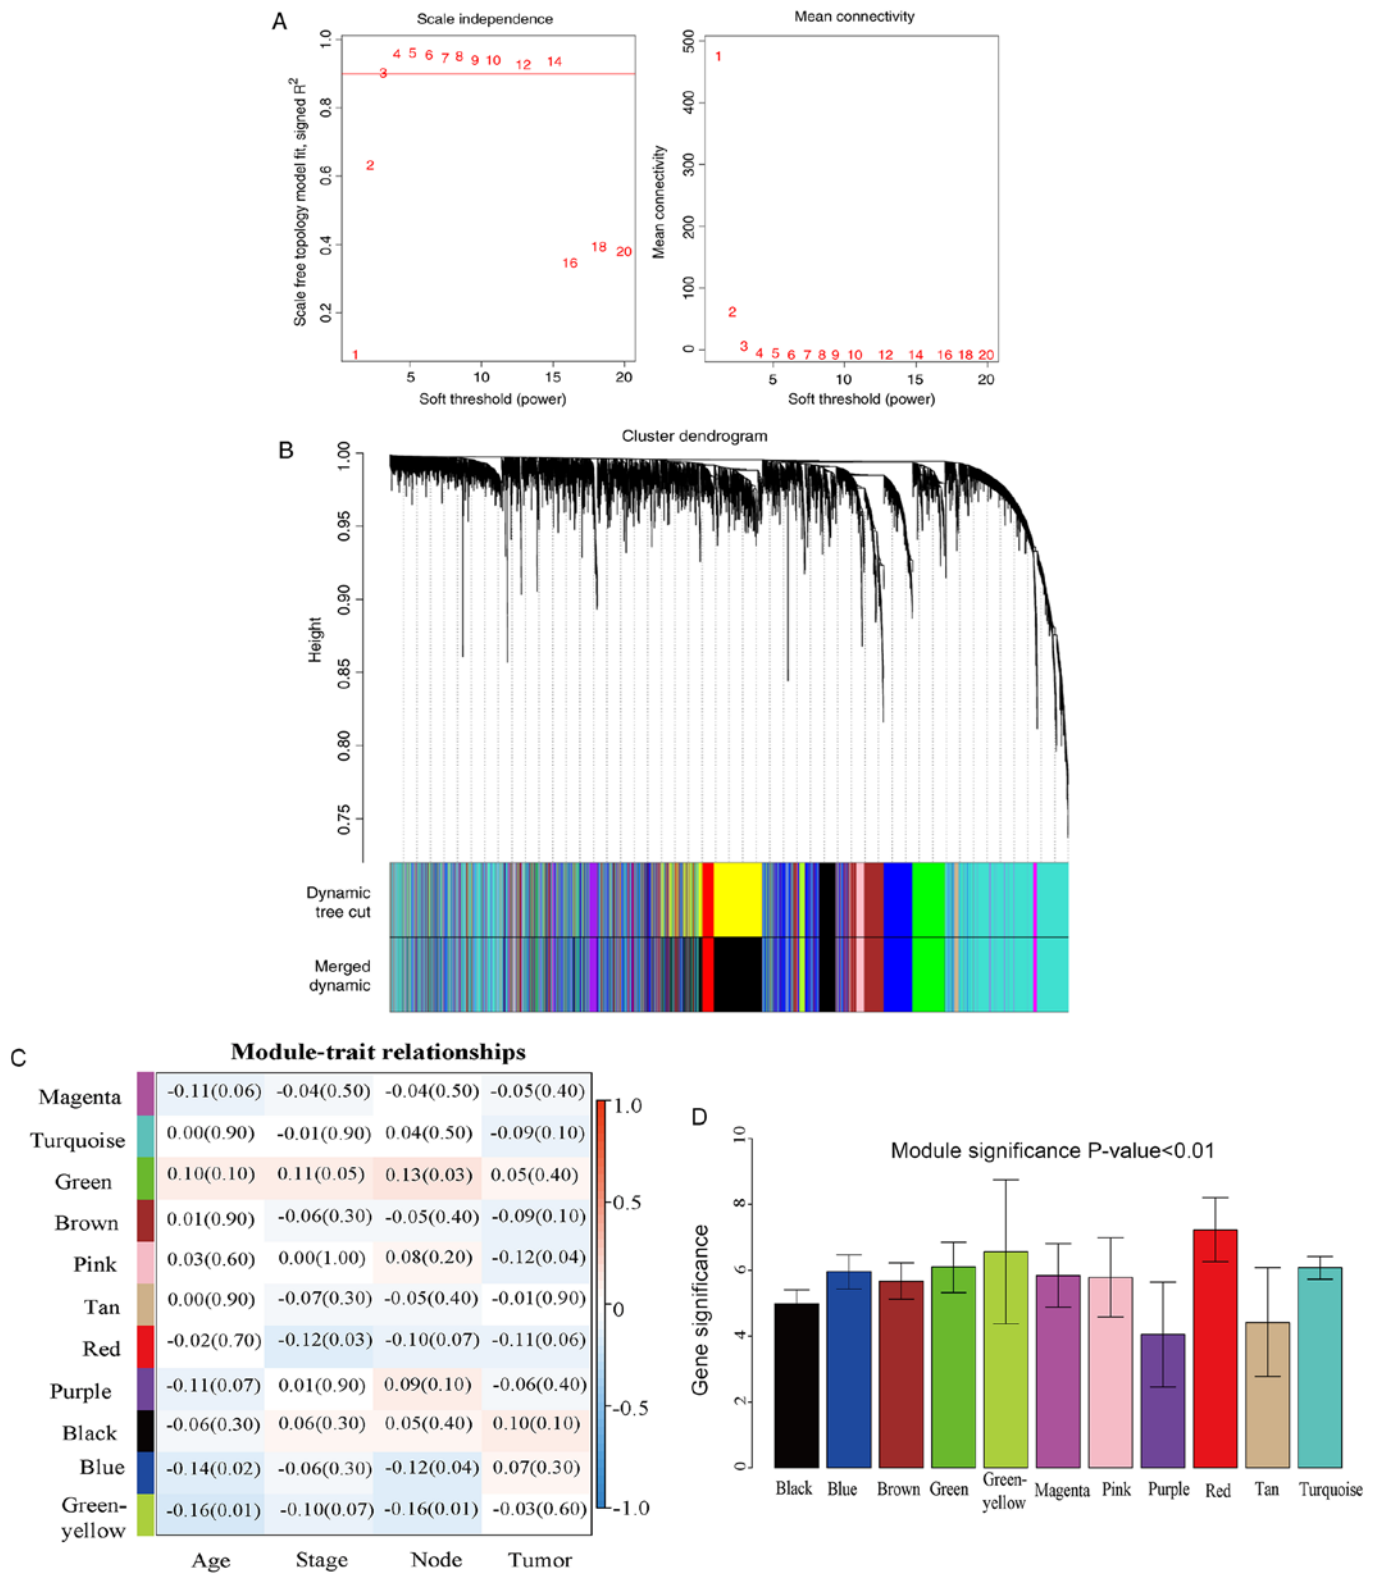 A
Scale independence
Scale free topology model fit, signed R2
1.0
0.8
0.6
0.4
0.2
1
2
3
4 5 6 7 8 9 10 12 14
16 18 20
5 10 15 20
Soft threshold (power)
Mean connectivity
Mean connectivity
500
400
300
200
100
0
1
2
3 4 5 6 7 8 9 10 12 14 16 18 20
5 10 15 20
Soft threshold (power)
B
Cluster dendrogram
Height
1.00
0.95
0.90
0.85
0.80
0.75
Dynamic
tree cut
Merged
dynamic
C
Module-trait relationships
Magenta -0.11(0.06) -0.04(0.50) -0.04(0.50) -0.05(0.40)
Turquoise 0.00(0.90) -0.01(0.90) 0.04(0.50) -0.09(0.10)
Green 0.10(0.10) 0.11(0.05) 0.13(0.03) 0.05(0.40)
Brown 0.01(0.90) -0.06(0.30) -0.05(0.40) -0.09(0.10)
Pink 0.03(0.60) 0.00(1.00) 0.08(0.20) -0.12(0.04)
Tan 0.00(0.90) -0.07(0.30) -0.05(0.40) -0.01(0.90)
Red -0.02(0.70) -0.12(0.03) -0.10(0.07) -0.11(0.06)
Purple -0.11(0.07) 0.01(0.90) 0.09(0.10) -0.06(0.40)
Black -0.06(0.30) 0.06(0.30) 0.05(0.40) 0.10(0.10)
Blue -0.14(0.02) -0.06(0.30) -0.12(0.04) 0.07(0.30)
Green-
yellow -0.16(0.01) -0.10(0.07) -0.16(0.01) -0.03(0.60)
Age Stage Node Tumor
1.0
0.5
0
-0.5
-1.0
D
Module significance P-value<0.01
Gene significance
10
8
6
4
2
0
Black Blue Brown Green Green-
yellow Magenta Pink Purple Red Tan Turquoise